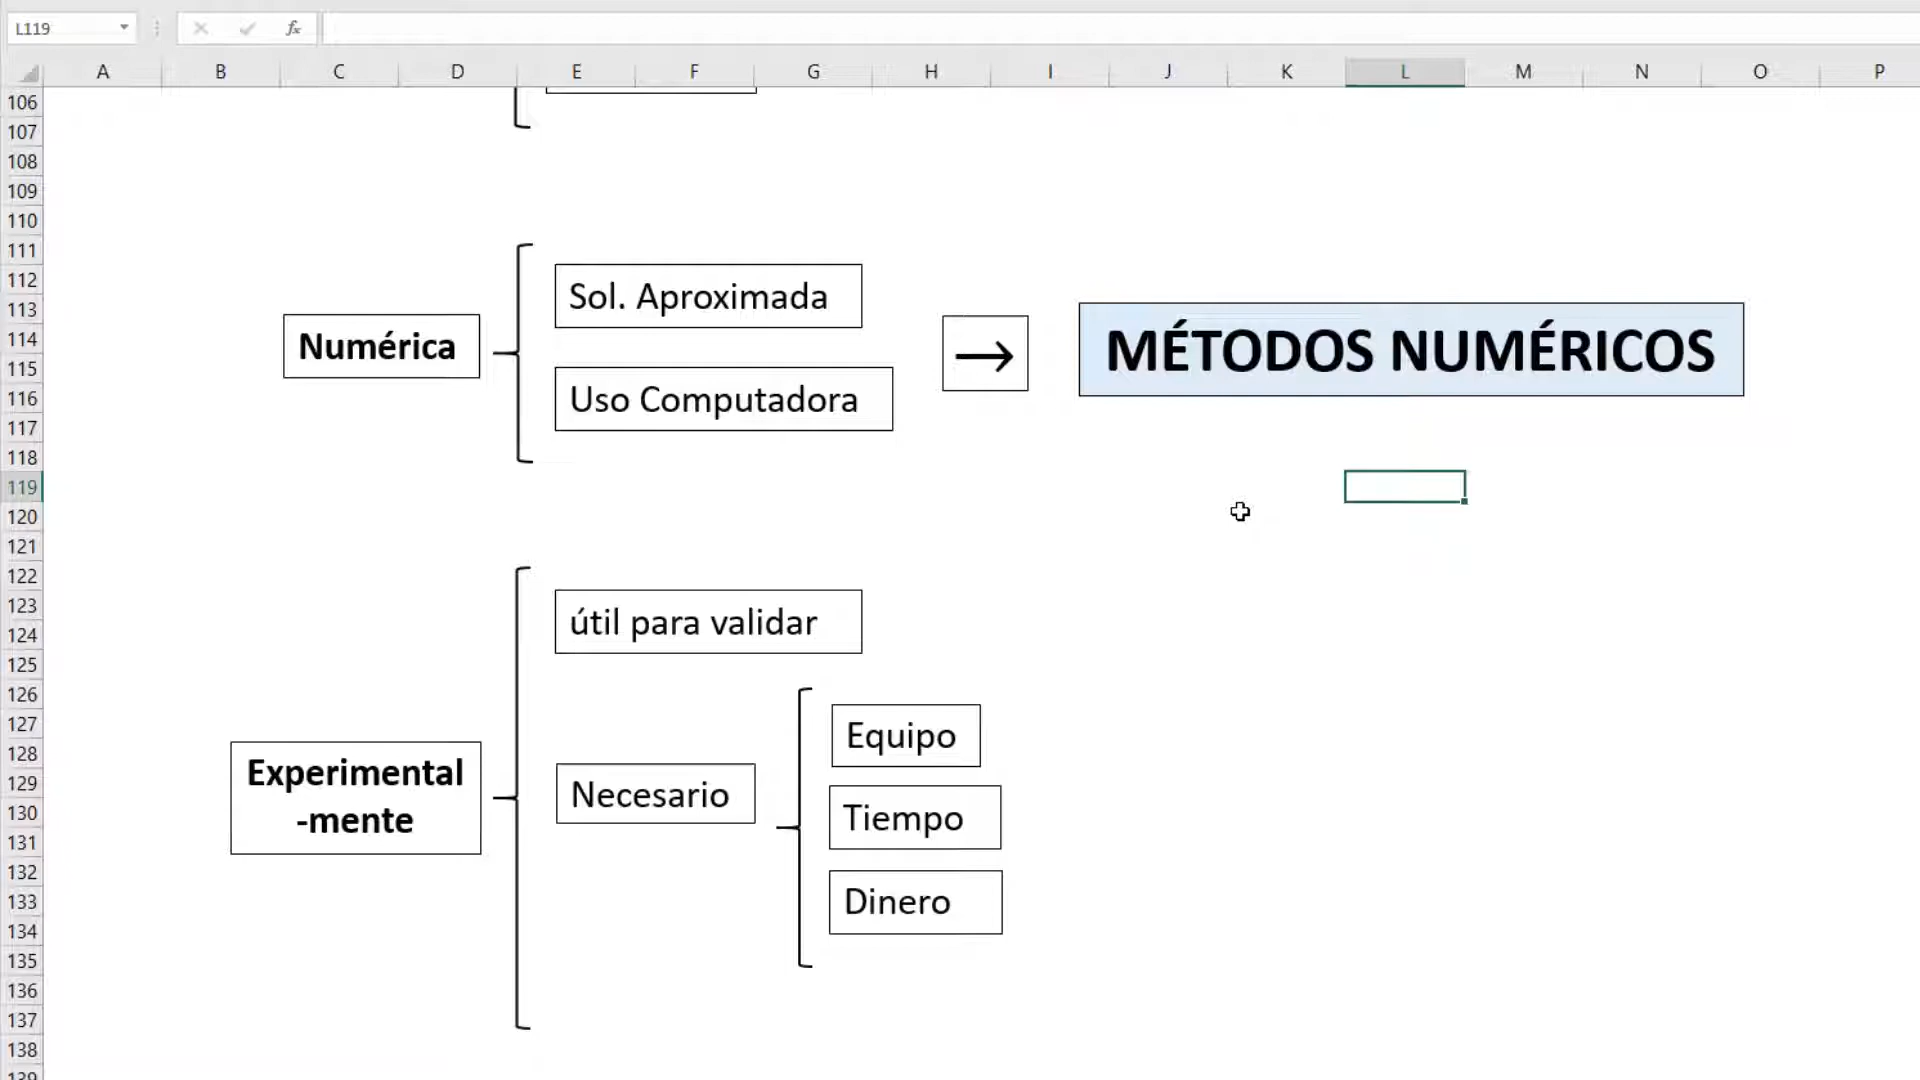 L119
fx
A B C D E F G H I J K L M N O P
106
107
108
109
110
111
112
113
114
115
116
117
118
119
120
121
122
123
124
125
126
127
128
129
130
131
132
133
134
135
136
137
138
139
Numérica
Sol. Aproximada
Uso Computadora
→
MÉTODOS NUMÉRICOS
Experimental
-mente
útil para validar
Necesario
Equipo
Tiempo
Dinero